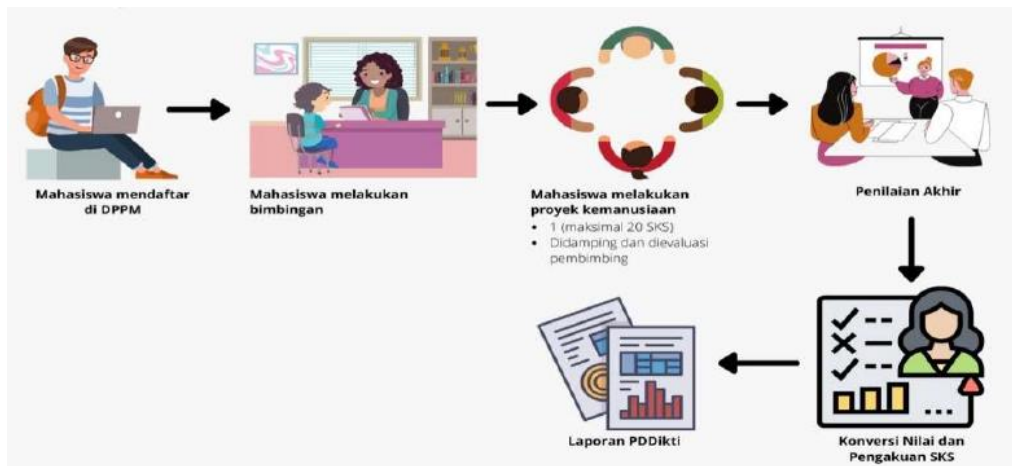 Mahasiswa mendaftar
di DPPM
Mahasiswa melakukan
bimbingan
Mahasiswa melakukan
proyek kemanusiaan
• 1 (maksimal 20 SKS)
• Didamping dan dievaluasi
pembimbing
Penilaian Akhir
Konversi Nilai dan
Pengakuan SKS
Laporan PDDikti